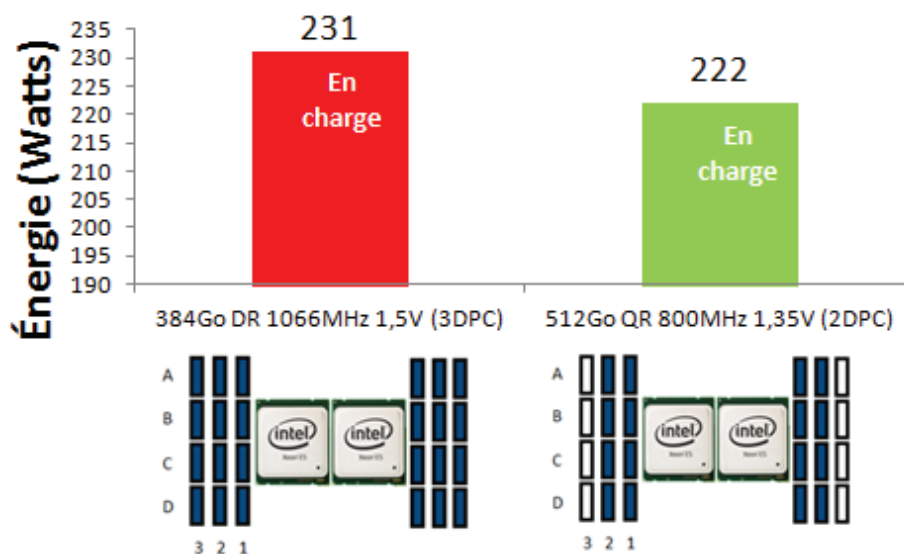 Énergie (Watts)
235
230
225
220
215
210
205
200
195
190
231
En
charge
222
En
charge
384Go DR 1066MHz 1,5V (3DPC)
512Go QR 800MHz 1,35V (2DPC)
A
B
C
D
3 2 1
intel
intel
A
B
C
D
3 2 1
intel
intel